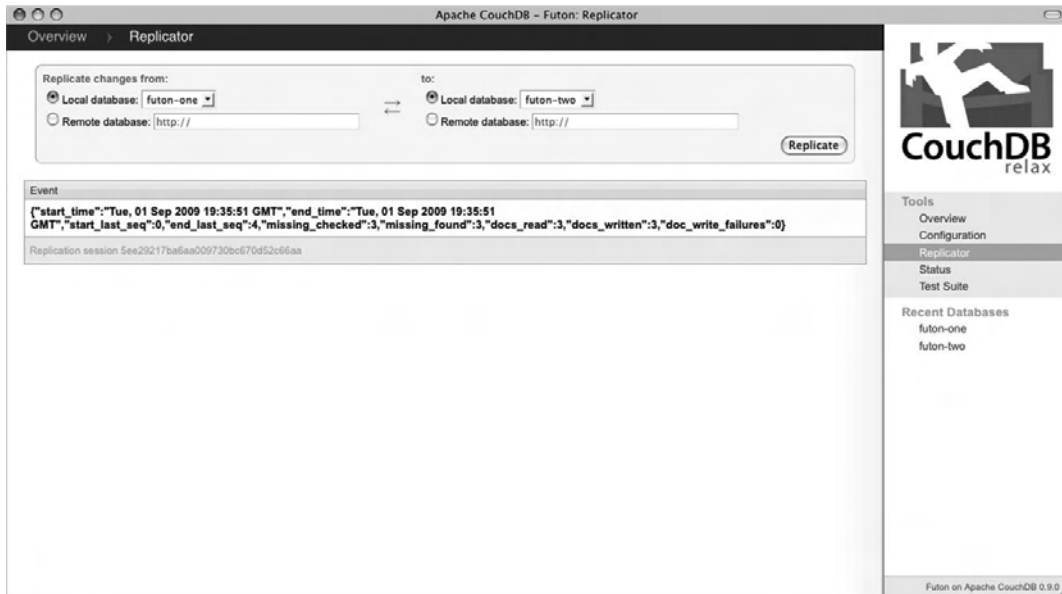 Apache CouchDB – Futon: Replicator
Overview › Replicator
Replicate changes from:
Local database: futon-one
Remote database: http://
to:
Local database: futon-two
Remote database: http://
Replicate
Event
{"start_time":"Tue, 01 Sep 2009 19:35:51 GMT","end_time":"Tue, 01 Sep 2009 19:35:51
GMT","start_last_seq":0,"end_last_seq":4,"missing_checked":3,"missing_found":3,"docs_read":3,"docs_written":3,"doc_write_failures":0}
Replication session 5ee29217ba6aa009730bc670d52c66aa
CouchDB
relax
Tools
Overview
Configuration
Replicator
Status
Test Suite
Recent Databases
futon-one
futon-two
Futon on Apache CouchDB 0.9.0